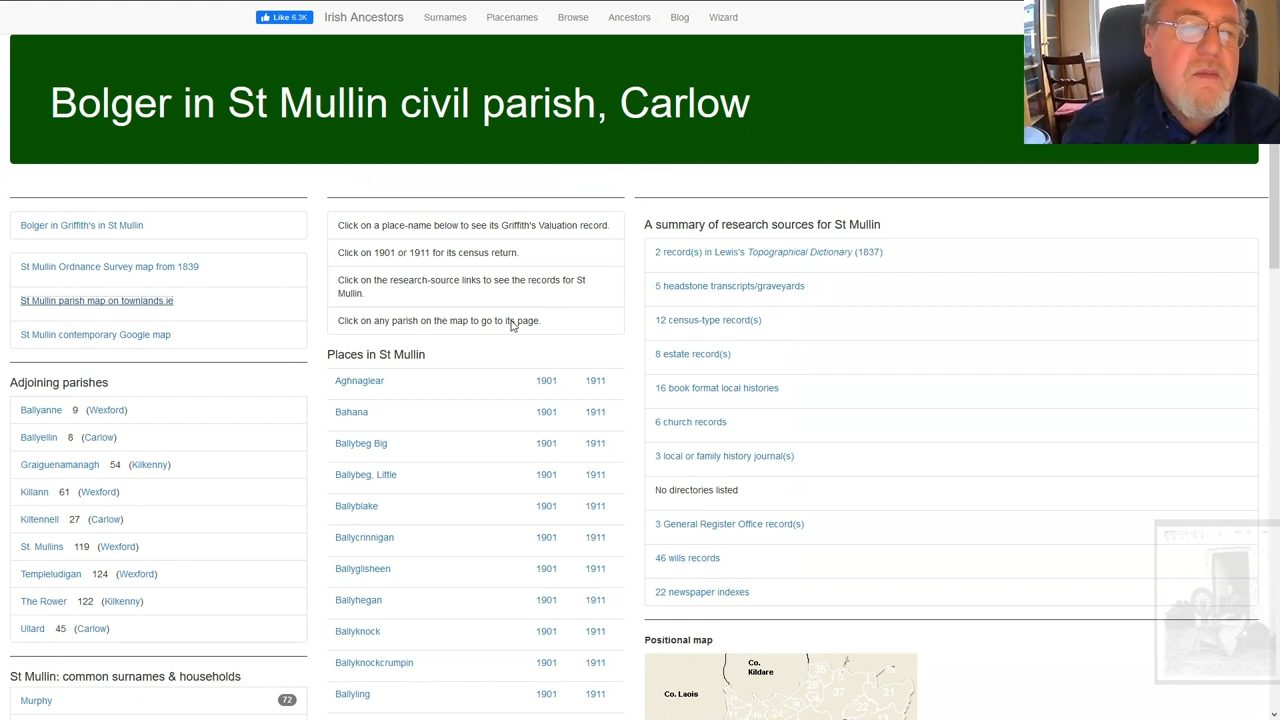 Like 6.3K Irish Ancestors Surnames Placenames Browse Ancestors Blog Wizard
Bolger in St Mullin civil parish, Carlow
Bolger in Griffith's in St Mullin
St Mullin Ordnance Survey map from 1839
St Mullin parish map on townlands.ie
St Mullin contemporary Google map
Adjoining parishes
Ballyanne 9 (Wexford)
Ballyellin 8 (Carlow)
Graiguenamanagh 54 (Kilkenny)
Killann 61 (Wexford)
Kiltennell 27 (Carlow)
St. Mullins 119 (Wexford)
Templeludigan 124 (Wexford)
The Rower 122 (Kilkenny)
Ullard 45 (Carlow)
St Mullin: common surnames & households
Murphy 72
Click on a place-name below to see its Griffith's Valuation record.
Click on 1901 or 1911 for its census return.
Click on the research-source links to see the records for St
Mullin.
Click on any parish on the map to go to its page.
Places in St Mullin
Aghnaglear 1901 1911
Bahana 1901 1911
Ballybeg Big 1901 1911
Ballybeg, Little 1901 1911
Ballyblake 1901 1911
Ballycrinnigan 1901 1911
Ballyglisheen 1901 1911
Ballyhegan 1901 1911
Ballyknock 1901 1911
Ballyknockcrumpin 1901 1911
Ballyling 1901 1911
A summary of research sources for St Mullin
2 record(s) in Lewis's Topographical Dictionary (1837)
5 headstone transcripts/graveyards
12 census-type record(s)
8 estate record(s)
16 book format local histories
6 church records
3 local or family history journal(s)
No directories listed
3 General Register Office record(s)
46 wills records
22 newspaper indexes
Positional map
Co.
Kildare
Co. Laois
36
28
37
21
22
24